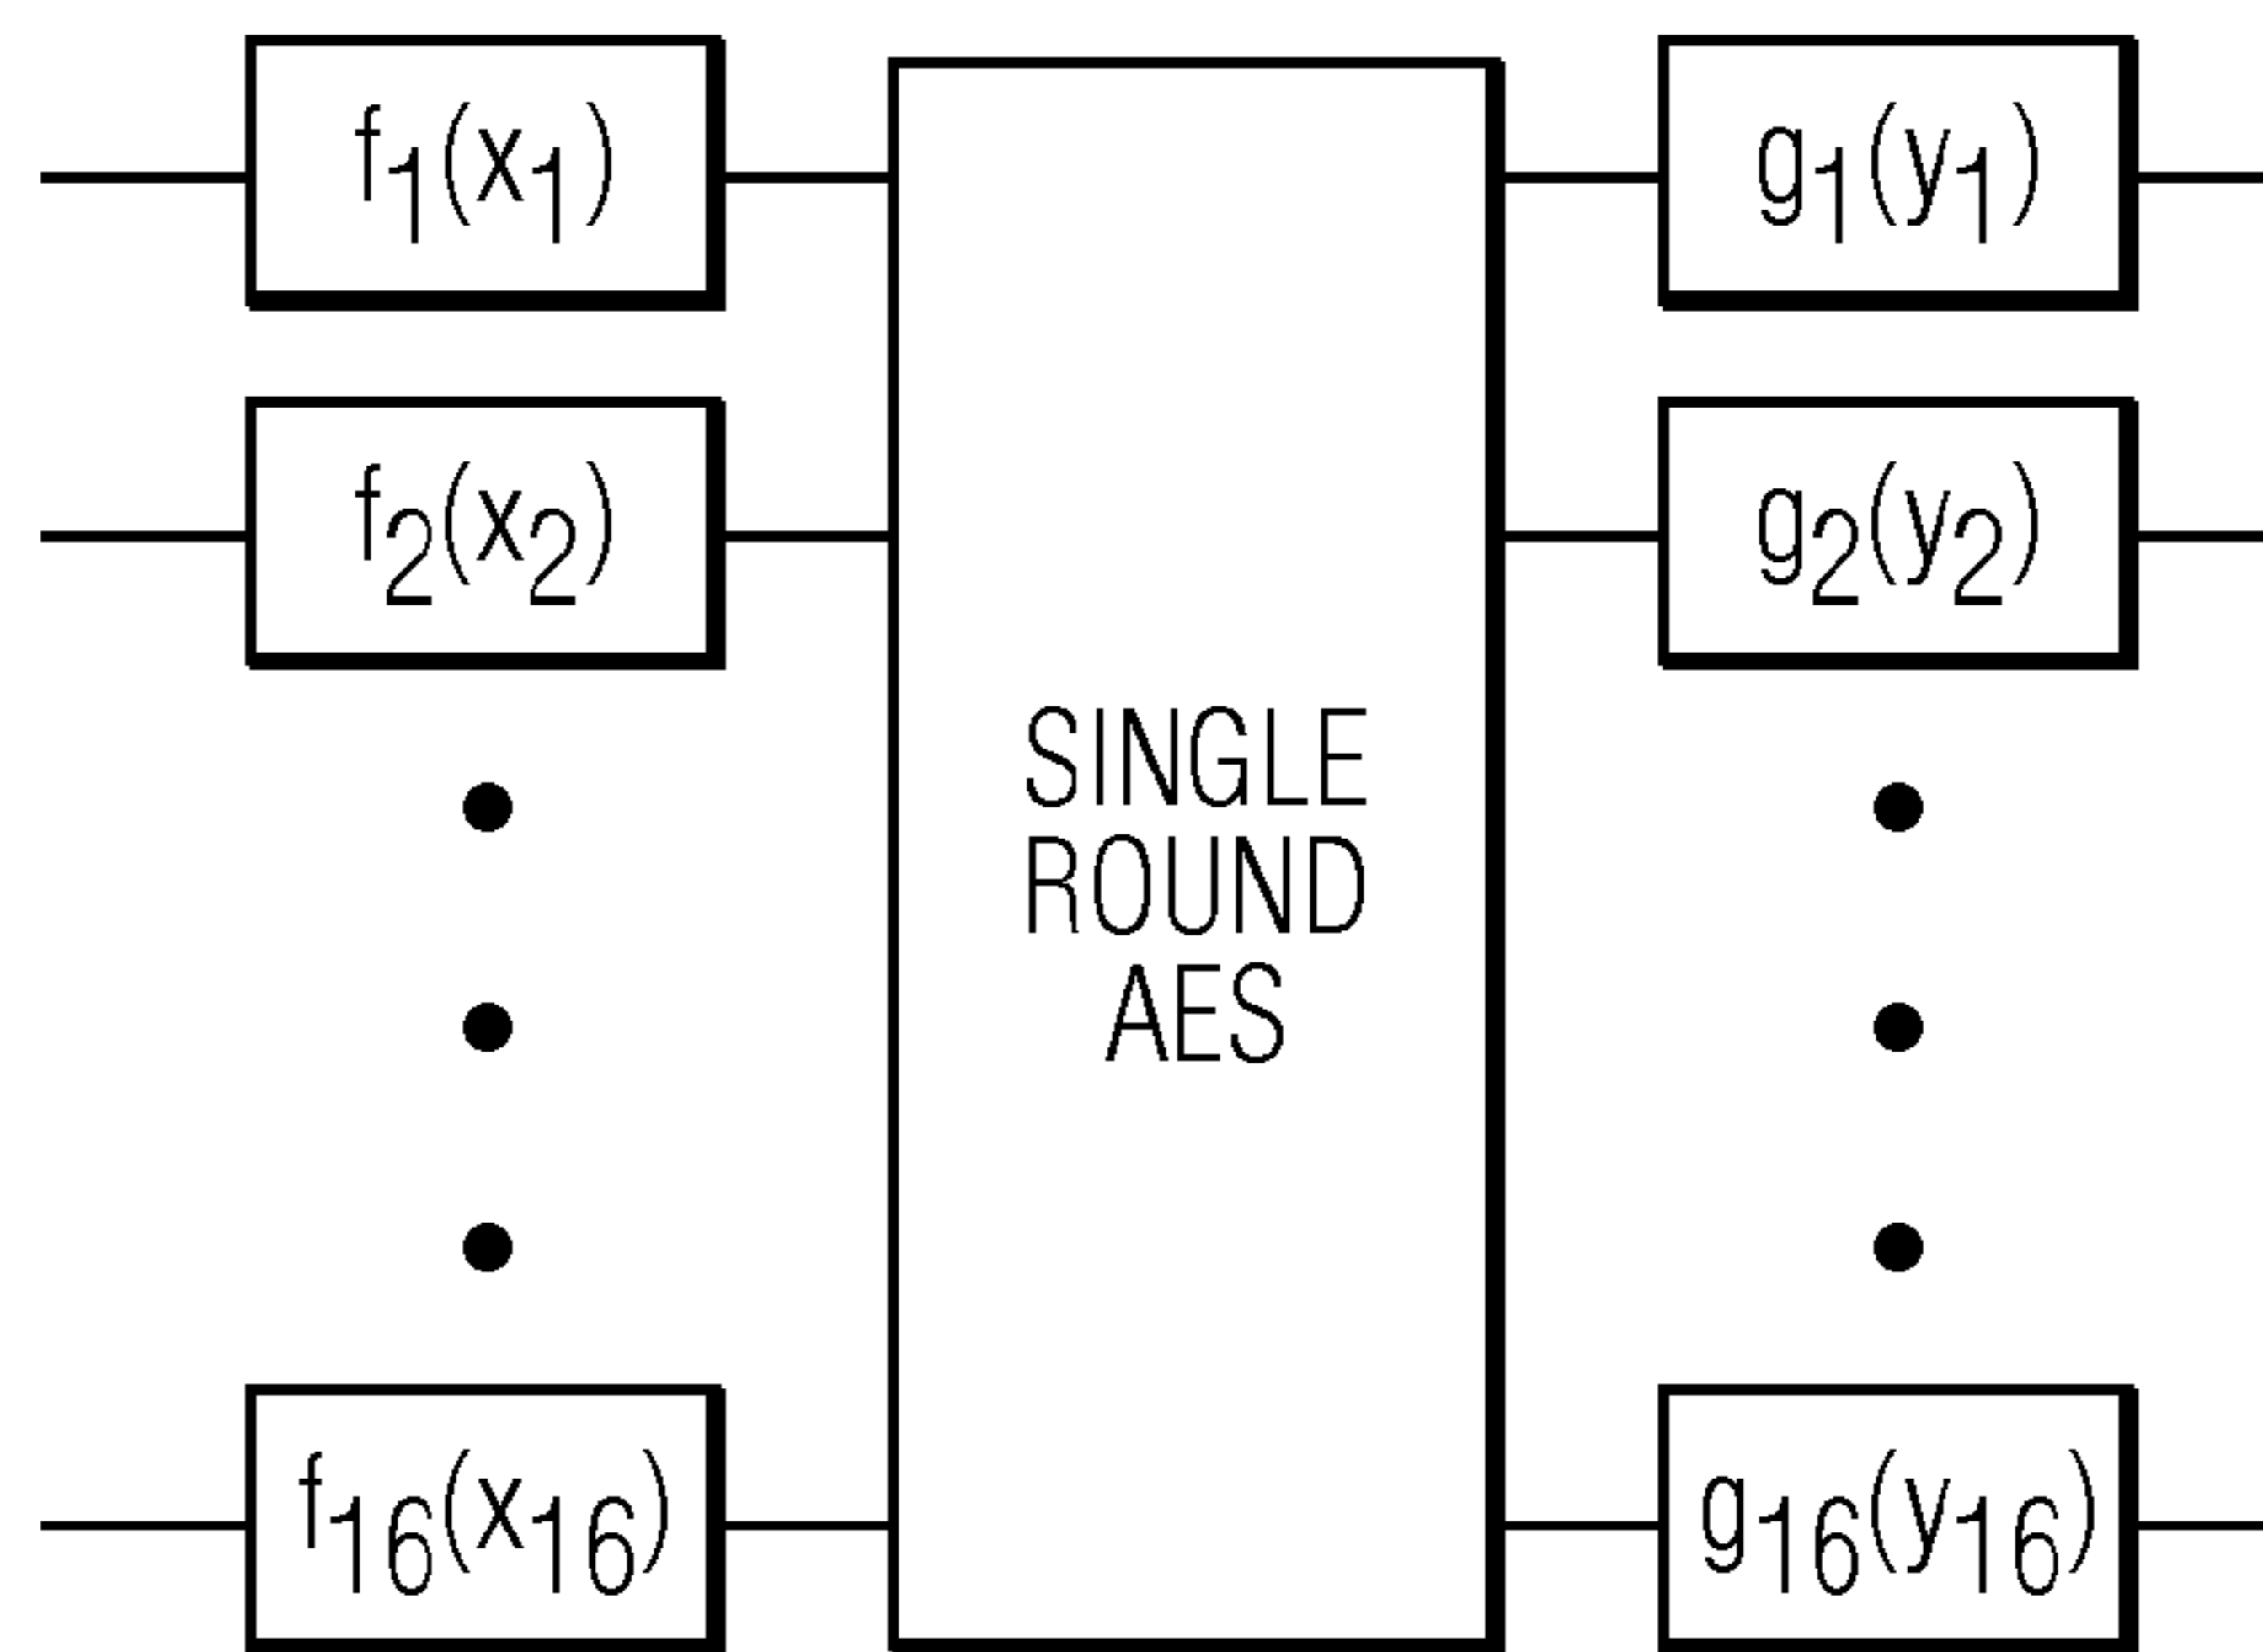 f1(x1)
g1(y1)
f2(x2)
g2(y2)
SINGLE
ROUND
AES
f16(x16)
g16(y16)